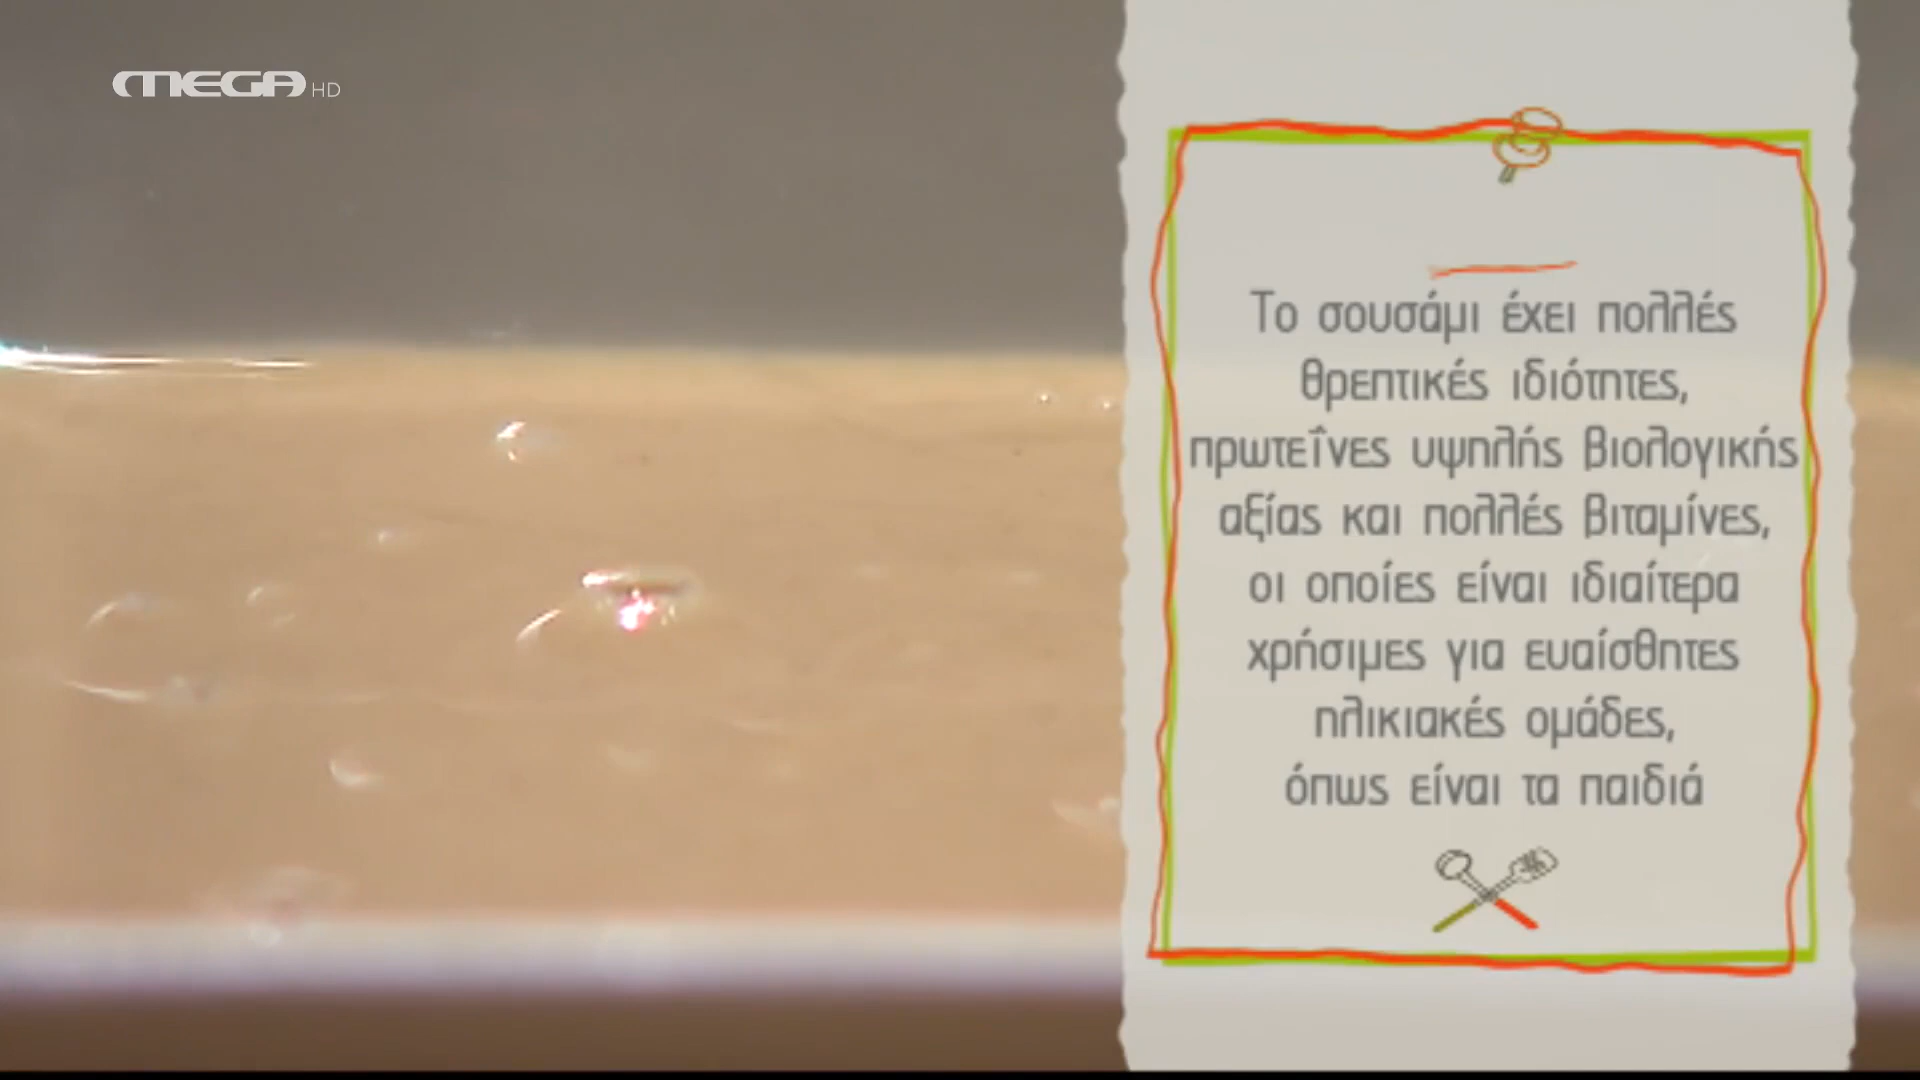 MEGA HD
Το σουσάμι έχει πολλές
θρεπτικές ιδιότητες,
πρωτεΐνες υψηλής βιολογικής
αξίας και πολλές βιταμίνες,
οι οποίες είναι ιδιαίτερα
χρήσιμες για ευαίσθητες
ηλικιακές ομάδες,
όπως είναι τα παιδιά